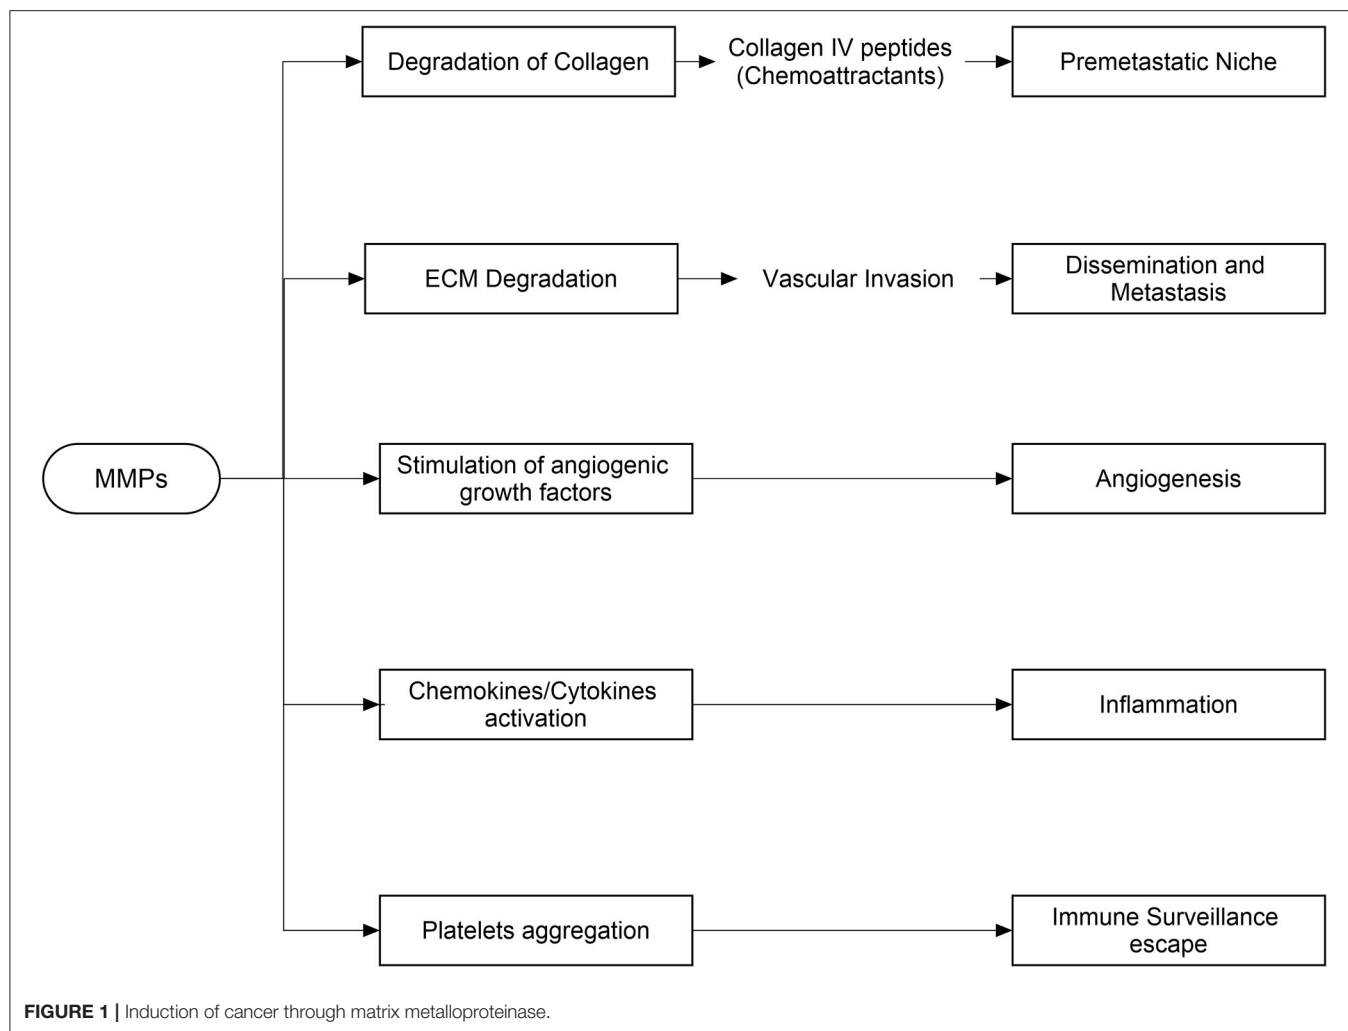 Degradation of Collagen
Collagen IV peptides
(Chemoattractants)
Premetastatic Niche
ECM Degradation
Vascular Invasion
Dissemination and
Metastasis
MMPs
Stimulation of angiogenic
growth factors
Angiogenesis
Chemokines/Cytokines
activation
Inflammation
Platelets aggregation
Immune Surveillance
escape
FIGURE 1 | Induction of cancer through matrix metalloproteinase.